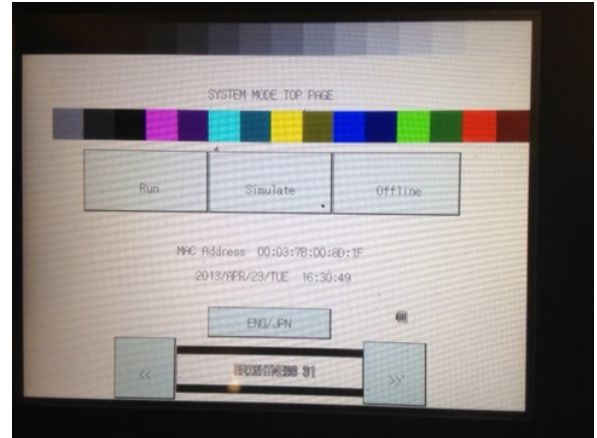 SYSTEM MODE TOP PAGE
Run Simulate Offline
MAC Address 00:03:7B:00:8D:1F
2013/APR/23/TUE 16:30:49
ENG/JPN
<< 31 >>